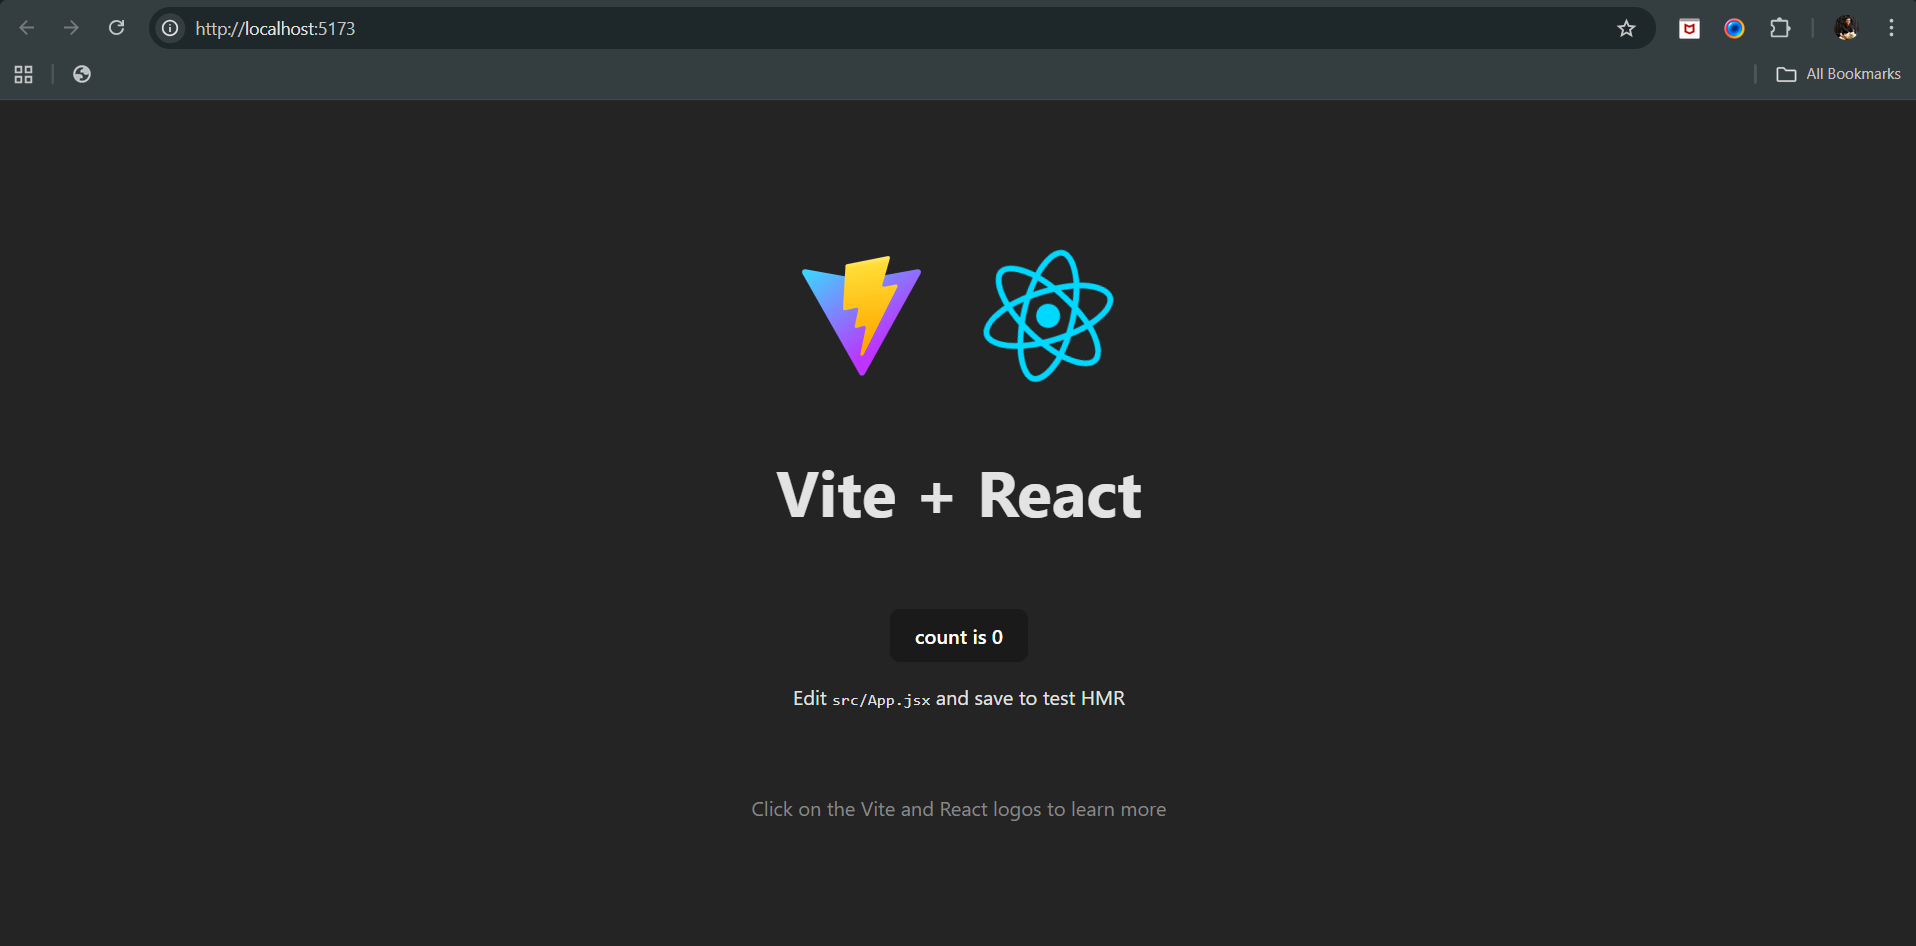 http://localhost:5173
All Bookmarks
Vite + React
count is 0
Edit src/App.jsx and save to test HMR
Click on the Vite and React logos to learn more